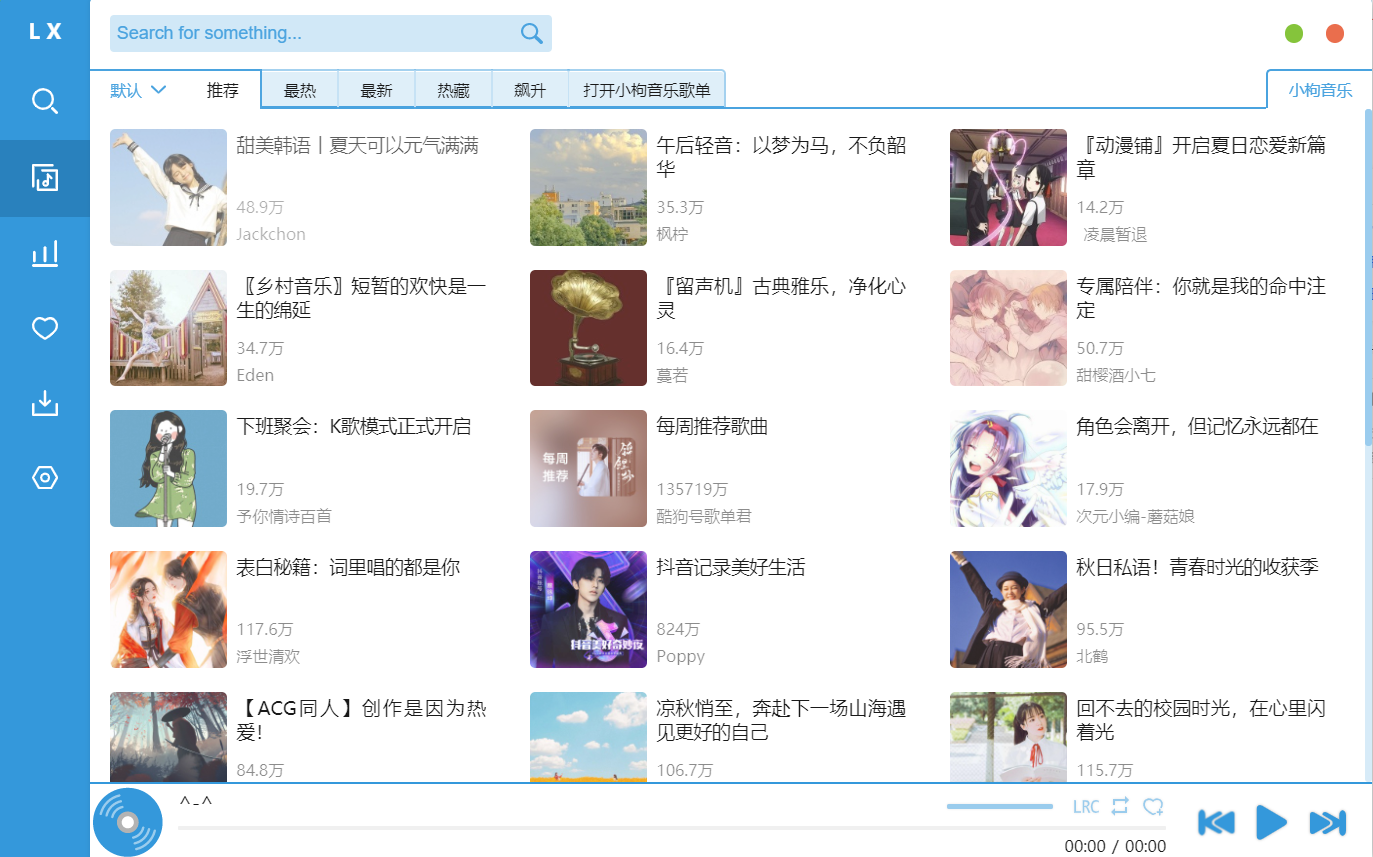 L X
Search for something...
默认 推荐 最热 最新 热藏 飙升 打开小枸音乐歌单 小枸音乐
甜美韩语丨夏天可以元气满满
48.9万
Jackchon
午后轻音：以梦为马，不负韶
华
35.3万
枫柠
『动漫铺』开启夏日恋爱新篇
章
14.2万
凌晨暂退
〖乡村音乐〗短暂的欢快是一
生的绵延
34.7万
Eden
『留声机』古典雅乐，净化心
灵
16.4万
蔓若
专属陪伴：你就是我的命中注
定
50.7万
甜樱酒小七
下班聚会：K歌模式正式开启
19.7万
予你情诗百首
每周
推荐
每周推荐歌曲
135719万
酷狗号歌单君
角色会离开，但记忆永远都在
17.9万
次元小编-蘑菇娘
表白秘籍：词里唱的都是你
117.6万
浮世清欢
抖音美好奇妙夜
抖音记录美好生活
824万
Poppy
秋日私语！青春时光的收获季
95.5万
北鹤
【ACG同人】创作是因为热
爱！
84.8万
凉秋悄至，奔赴下一场山海遇
见更好的自己
106.7万
回不去的校园时光，在心里闪
着光
115.7万
^-^
LRC
00:00 / 00:00